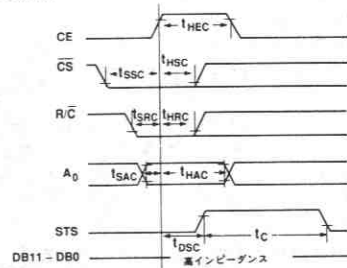 CE
tHEC
CS
tSSC
tHSC
R/C
tSRC
tHRC
A0
tSAC
tHAC
STS
tDSC
tC
DB11 – DB0
高インピーダンス